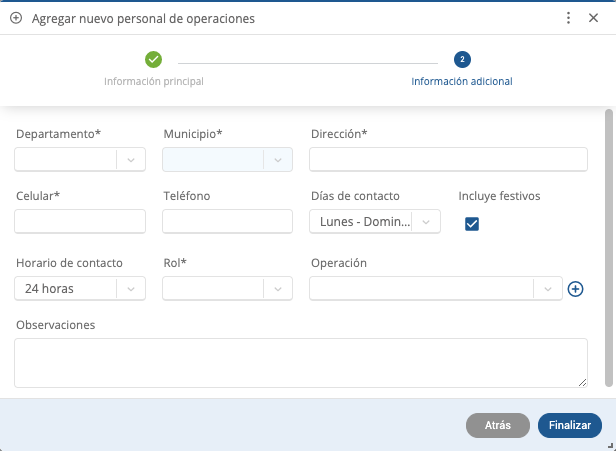 Agregar nuevo personal de operaciones
2
Información principal
Información adicional
Departamento*
Municipio*
Dirección*
Celular*
Teléfono
Días de contacto
Incluye festivos
Lunes - Domin...
Horario de contacto
Rol*
Operación
24 horas
Observaciones
Atrás
Finalizar